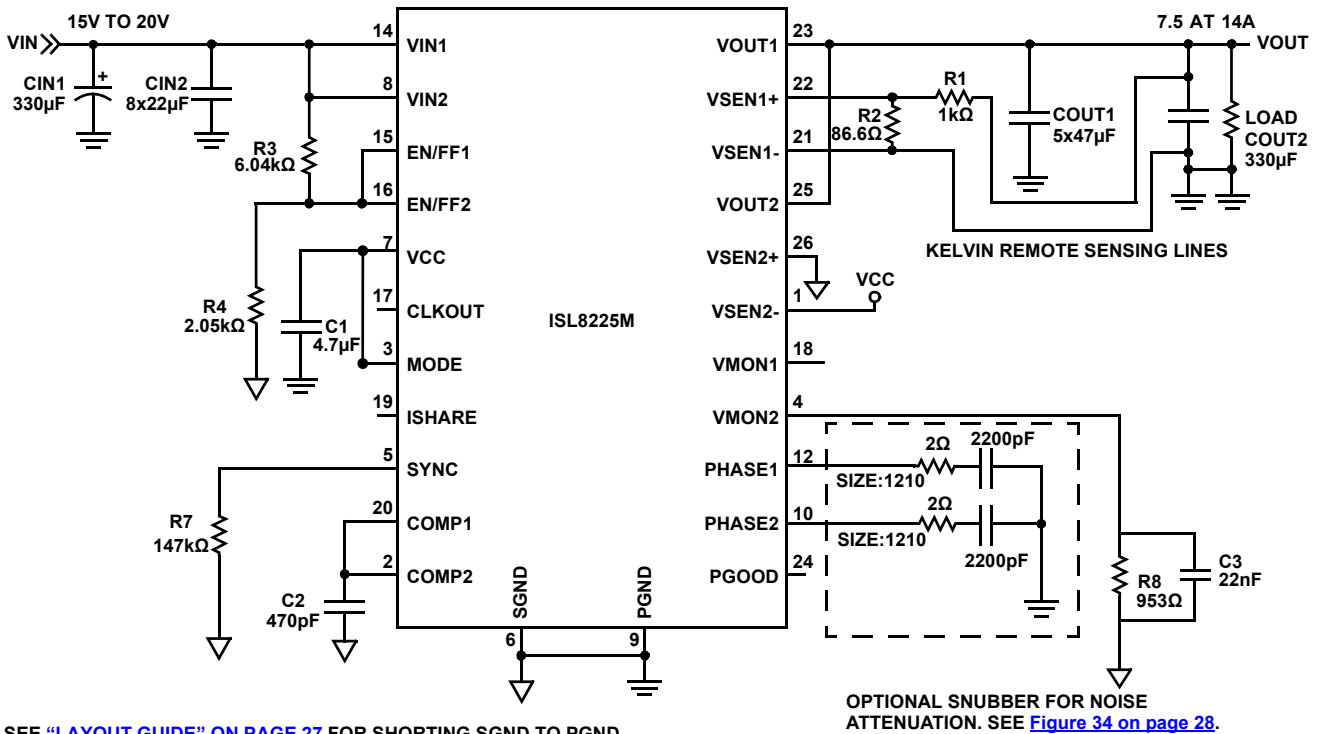 15V TO 20V
VIN
CIN1
330µF
+
CIN2
8x22µF
R3
6.04kΩ
R4
2.05kΩ
C1
4.7µF
R7
147kΩ
C2
470pF
14
VIN1
8
VIN2
15
EN/FF1
16
EN/FF2
7
VCC
17
CLKOUT
3
MODE
19
ISHARE
5
SYNC
20
COMP1
2
COMP2
ISL8225M
SGND
6
PGND
9
23
VOUT1
22
VSEN1+
21
VSEN1-
25
VOUT2
26
VSEN2+
1
VSEN2-
18
VMON1
4
VMON2
12
PHASE1
10
PHASE2
24
PGOOD
7.5 AT 14A
VOUT
R1
1kΩ
R2
86.6Ω
COUT1
5x47µF
LOAD
COUT2
330µF
KELVIN REMOTE SENSING LINES
VCC
2Ω
2200pF
SIZE:1210
2Ω
SIZE:1210
2200pF
R8
953Ω
C3
22nF
OPTIONAL SNUBBER FOR NOISE
ATTENUATION. SEE Figure 34 on page 28.
SEE “LAYOUT GUIDE” ON PAGE 27 FOR SHORTING SGND TO PGND